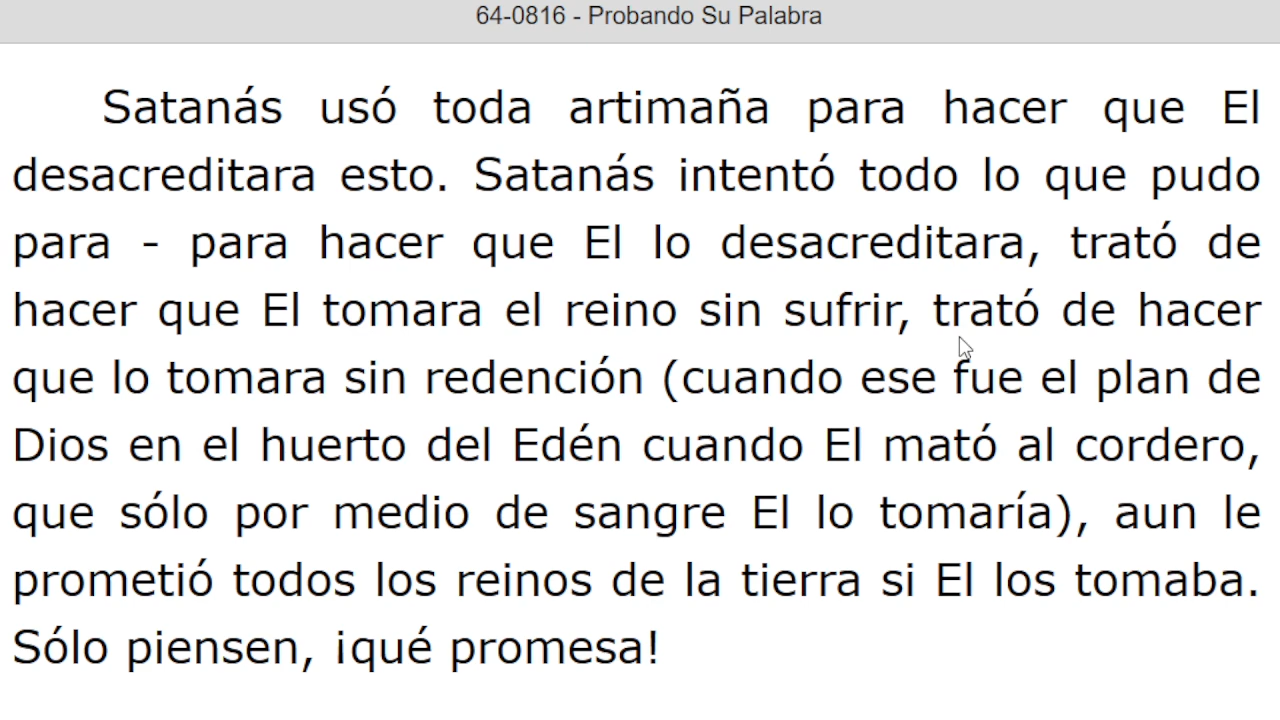 64-0816 - Probando Su Palabra
Satanás usó toda artimaña para hacer que El
desacreditara esto. Satanás intentó todo lo que pudo
para - para hacer que El lo desacreditara, trató de
hacer que El tomara el reino sin sufrir, trató de hacer
que lo tomara sin redención (cuando ese fue el plan de
Dios en el huerto del Edén cuando El mató al cordero,
que sólo por medio de sangre El lo tomaría), aun le
prometió todos los reinos de la tierra si El los tomaba.
Sólo piensen, ¡qué promesa!